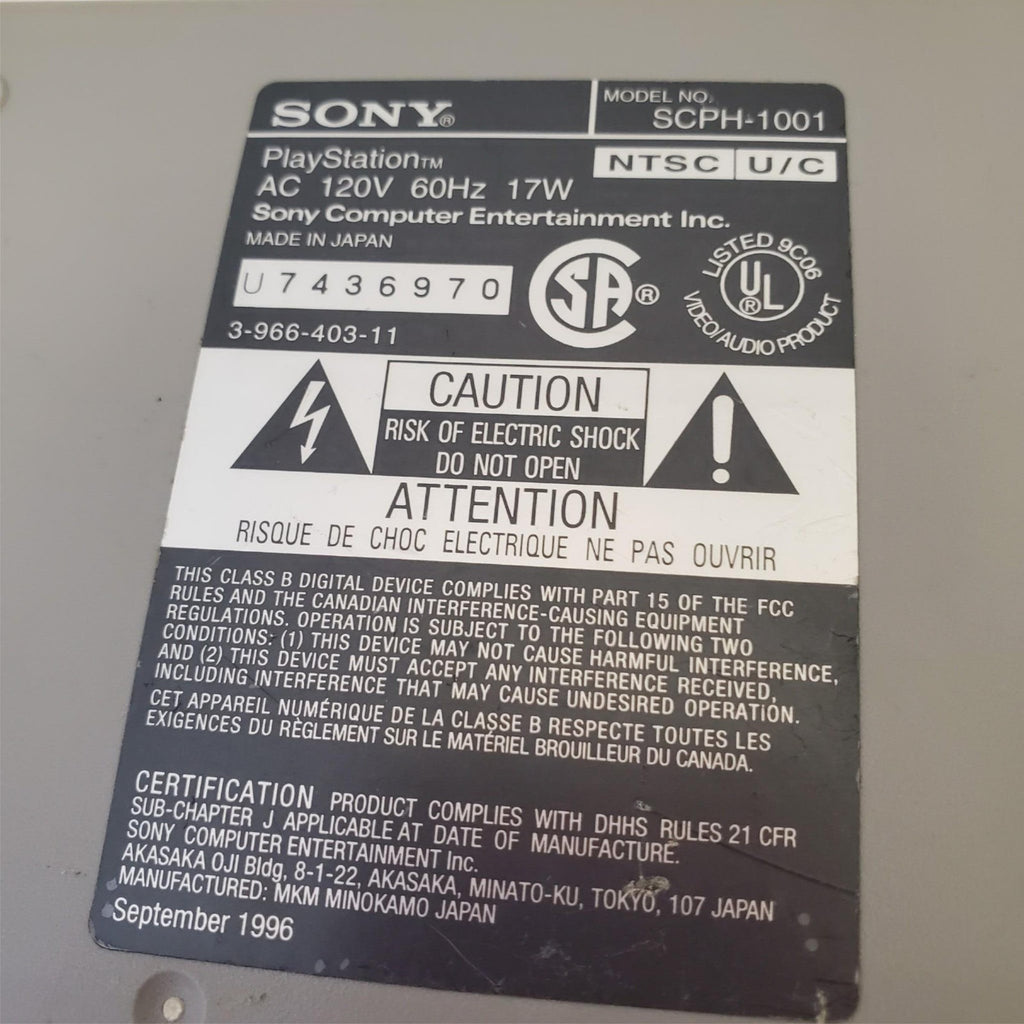 SONY®
MODEL NO.
SCPH-1001
PlayStation™
NTSC U/C
AC 120V 60Hz 17W
Sony Computer Entertainment Inc.
MADE IN JAPAN
U7436970
3-966-403-11
SA®
LISTED 9C06
UL®
VIDEO/AUDIO PRODUCT
CAUTION
RISK OF ELECTRIC SHOCK
DO NOT OPEN
ATTENTION
RISQUE DE CHOC ELECTRIQUE NE PAS OUVRIR
THIS CLASS B DIGITAL DEVICE COMPLIES WITH PART 15 OF THE FCC
RULES AND THE CANADIAN INTERFERENCE-CAUSING EQUIPMENT
REGULATIONS. OPERATION IS SUBJECT TO THE FOLLOWING TWO
CONDITIONS: (1) THIS DEVICE MAY NOT CAUSE HARMFUL INTERFERENCE,
AND (2) THIS DEVICE MUST ACCEPT ANY INTERFERENCE RECEIVED,
INCLUDING INTERFERENCE THAT MAY CAUSE UNDESIRED OPERATION.
CET APPAREIL NUMÉRIQUE DE LA CLASSE B RESPECTE TOUTES LES
EXIGENCES DU RÈGLEMENT SUR LE MATÉRIEL BROUILLEUR DU CANADA.
CERTIFICATION PRODUCT COMPLIES WITH DHHS RULES 21 CFR
SUB-CHAPTER J APPLICABLE AT DATE OF MANUFACTURE.
SONY COMPUTER ENTERTAINMENT Inc.
AKASAKA OJI Bldg, 8-1-22, AKASAKA, MINATO-KU, TOKYO, 107 JAPAN
MANUFACTURED: MKM MINOKAMO JAPAN
September 1996